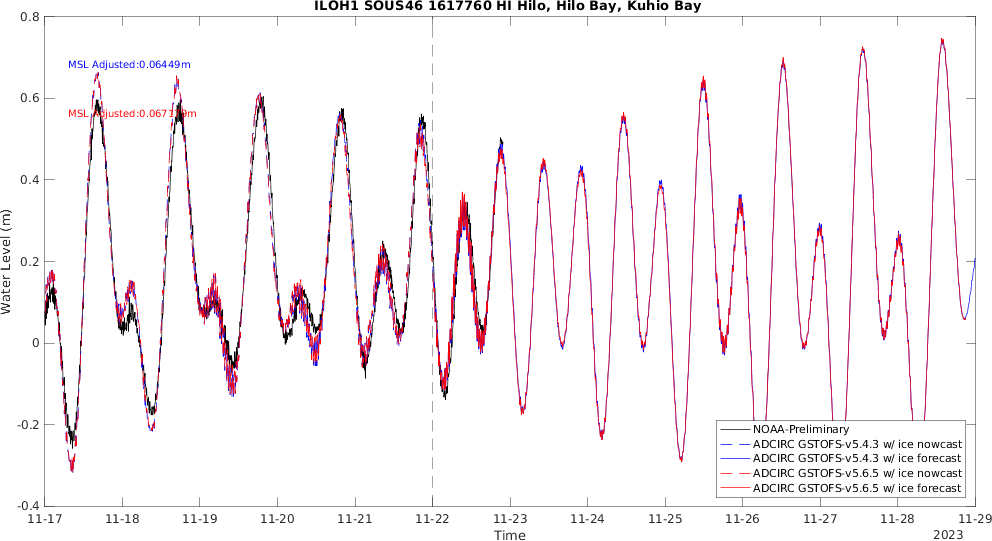 ILOH1 SOUS46 1617760 HI Hilo, Hilo Bay, Kuhio Bay
0.8
0.6
0.4
0.2
0
-0.2
-0.4
Water Level (m)
MSL Adjusted:0.06449m
NOAA-Preliminary
ADCIRC GSTOFS-v5.4.3 w/ ice nowcast
ADCIRC GSTOFS-v5.4.3 w/ ice forecast
ADCIRC GSTOFS-v5.6.5 w/ ice nowcast
ADCIRC GSTOFS-v5.6.5 w/ ice forecast
11-17 11-18 11-19 11-20 11-21 11-22 11-23 11-24 11-25 11-26 11-27 11-28 11-29
Time
2023